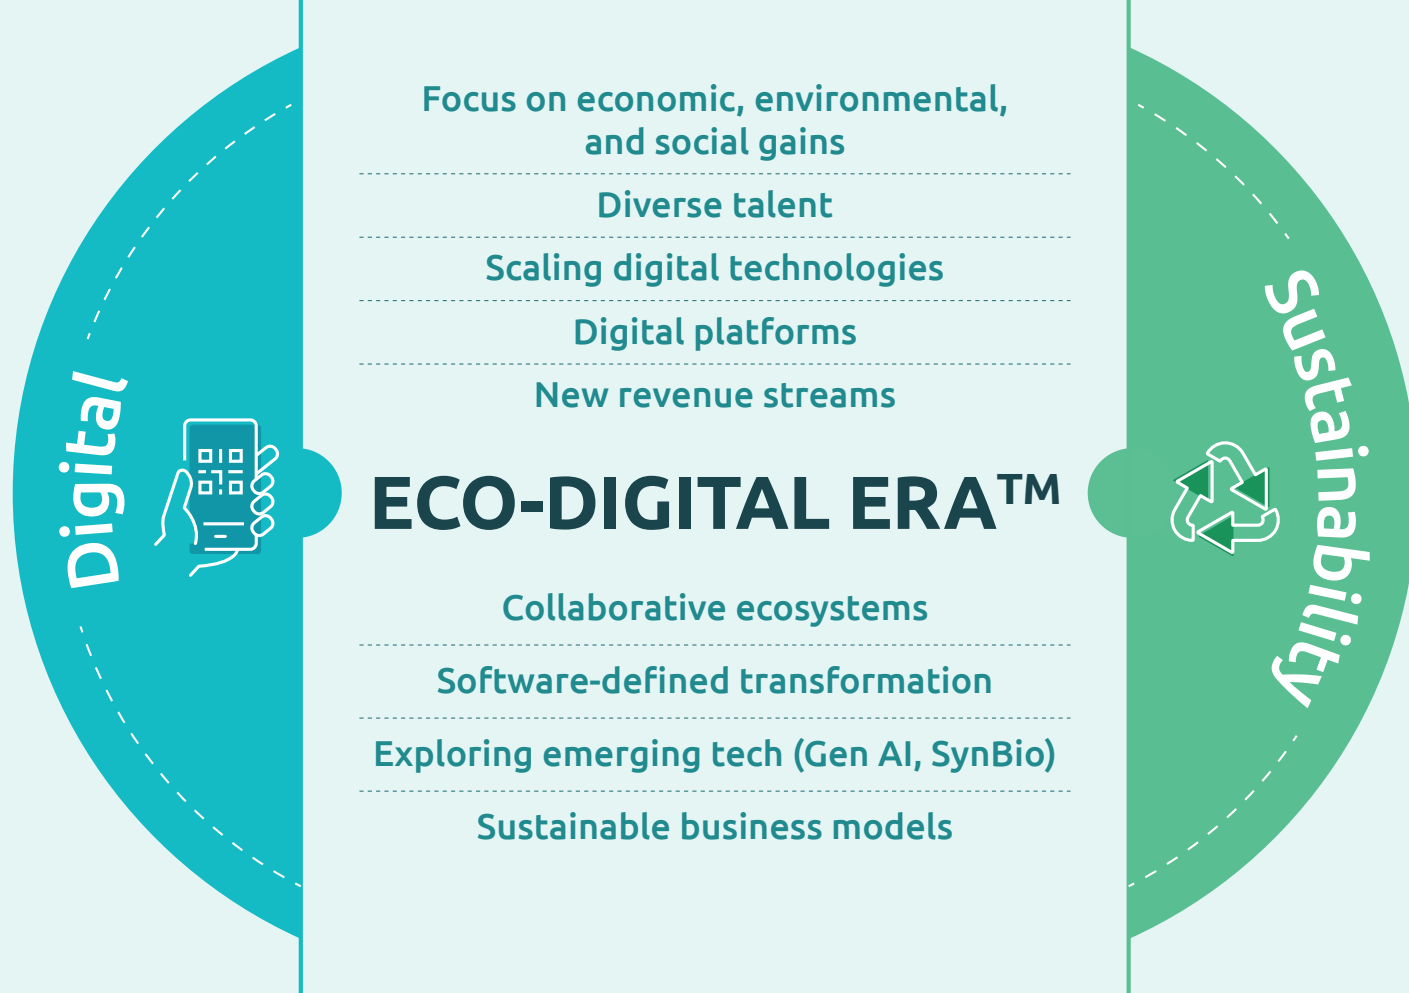 Focus on economic, environmental,
and social gains
Diverse talent
Scaling digital technologies
Digital platforms
New revenue streams
Digital
ECO-DIGITAL ERA™
Sustainability
Collaborative ecosystems
Software-defined transformation
Exploring emerging tech (Gen AI, SynBio)
Sustainable business models